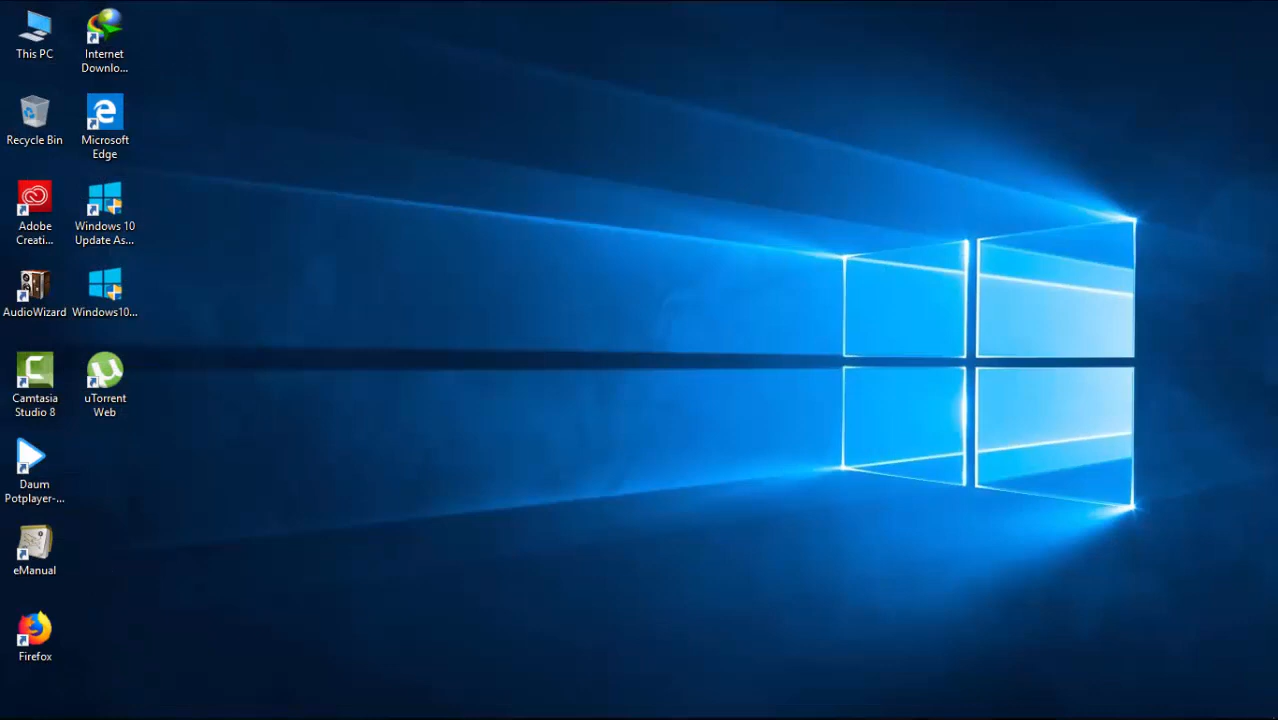 This PC
Internet
Downlo...
Recycle Bin
Microsoft
Edge
Adobe
Creati...
Windows 10
Update As...
AudioWizard
Windows10...
Camtasia
Studio 8
uTorrent
Web
Daum
Potplayer-...
eManual
Firefox